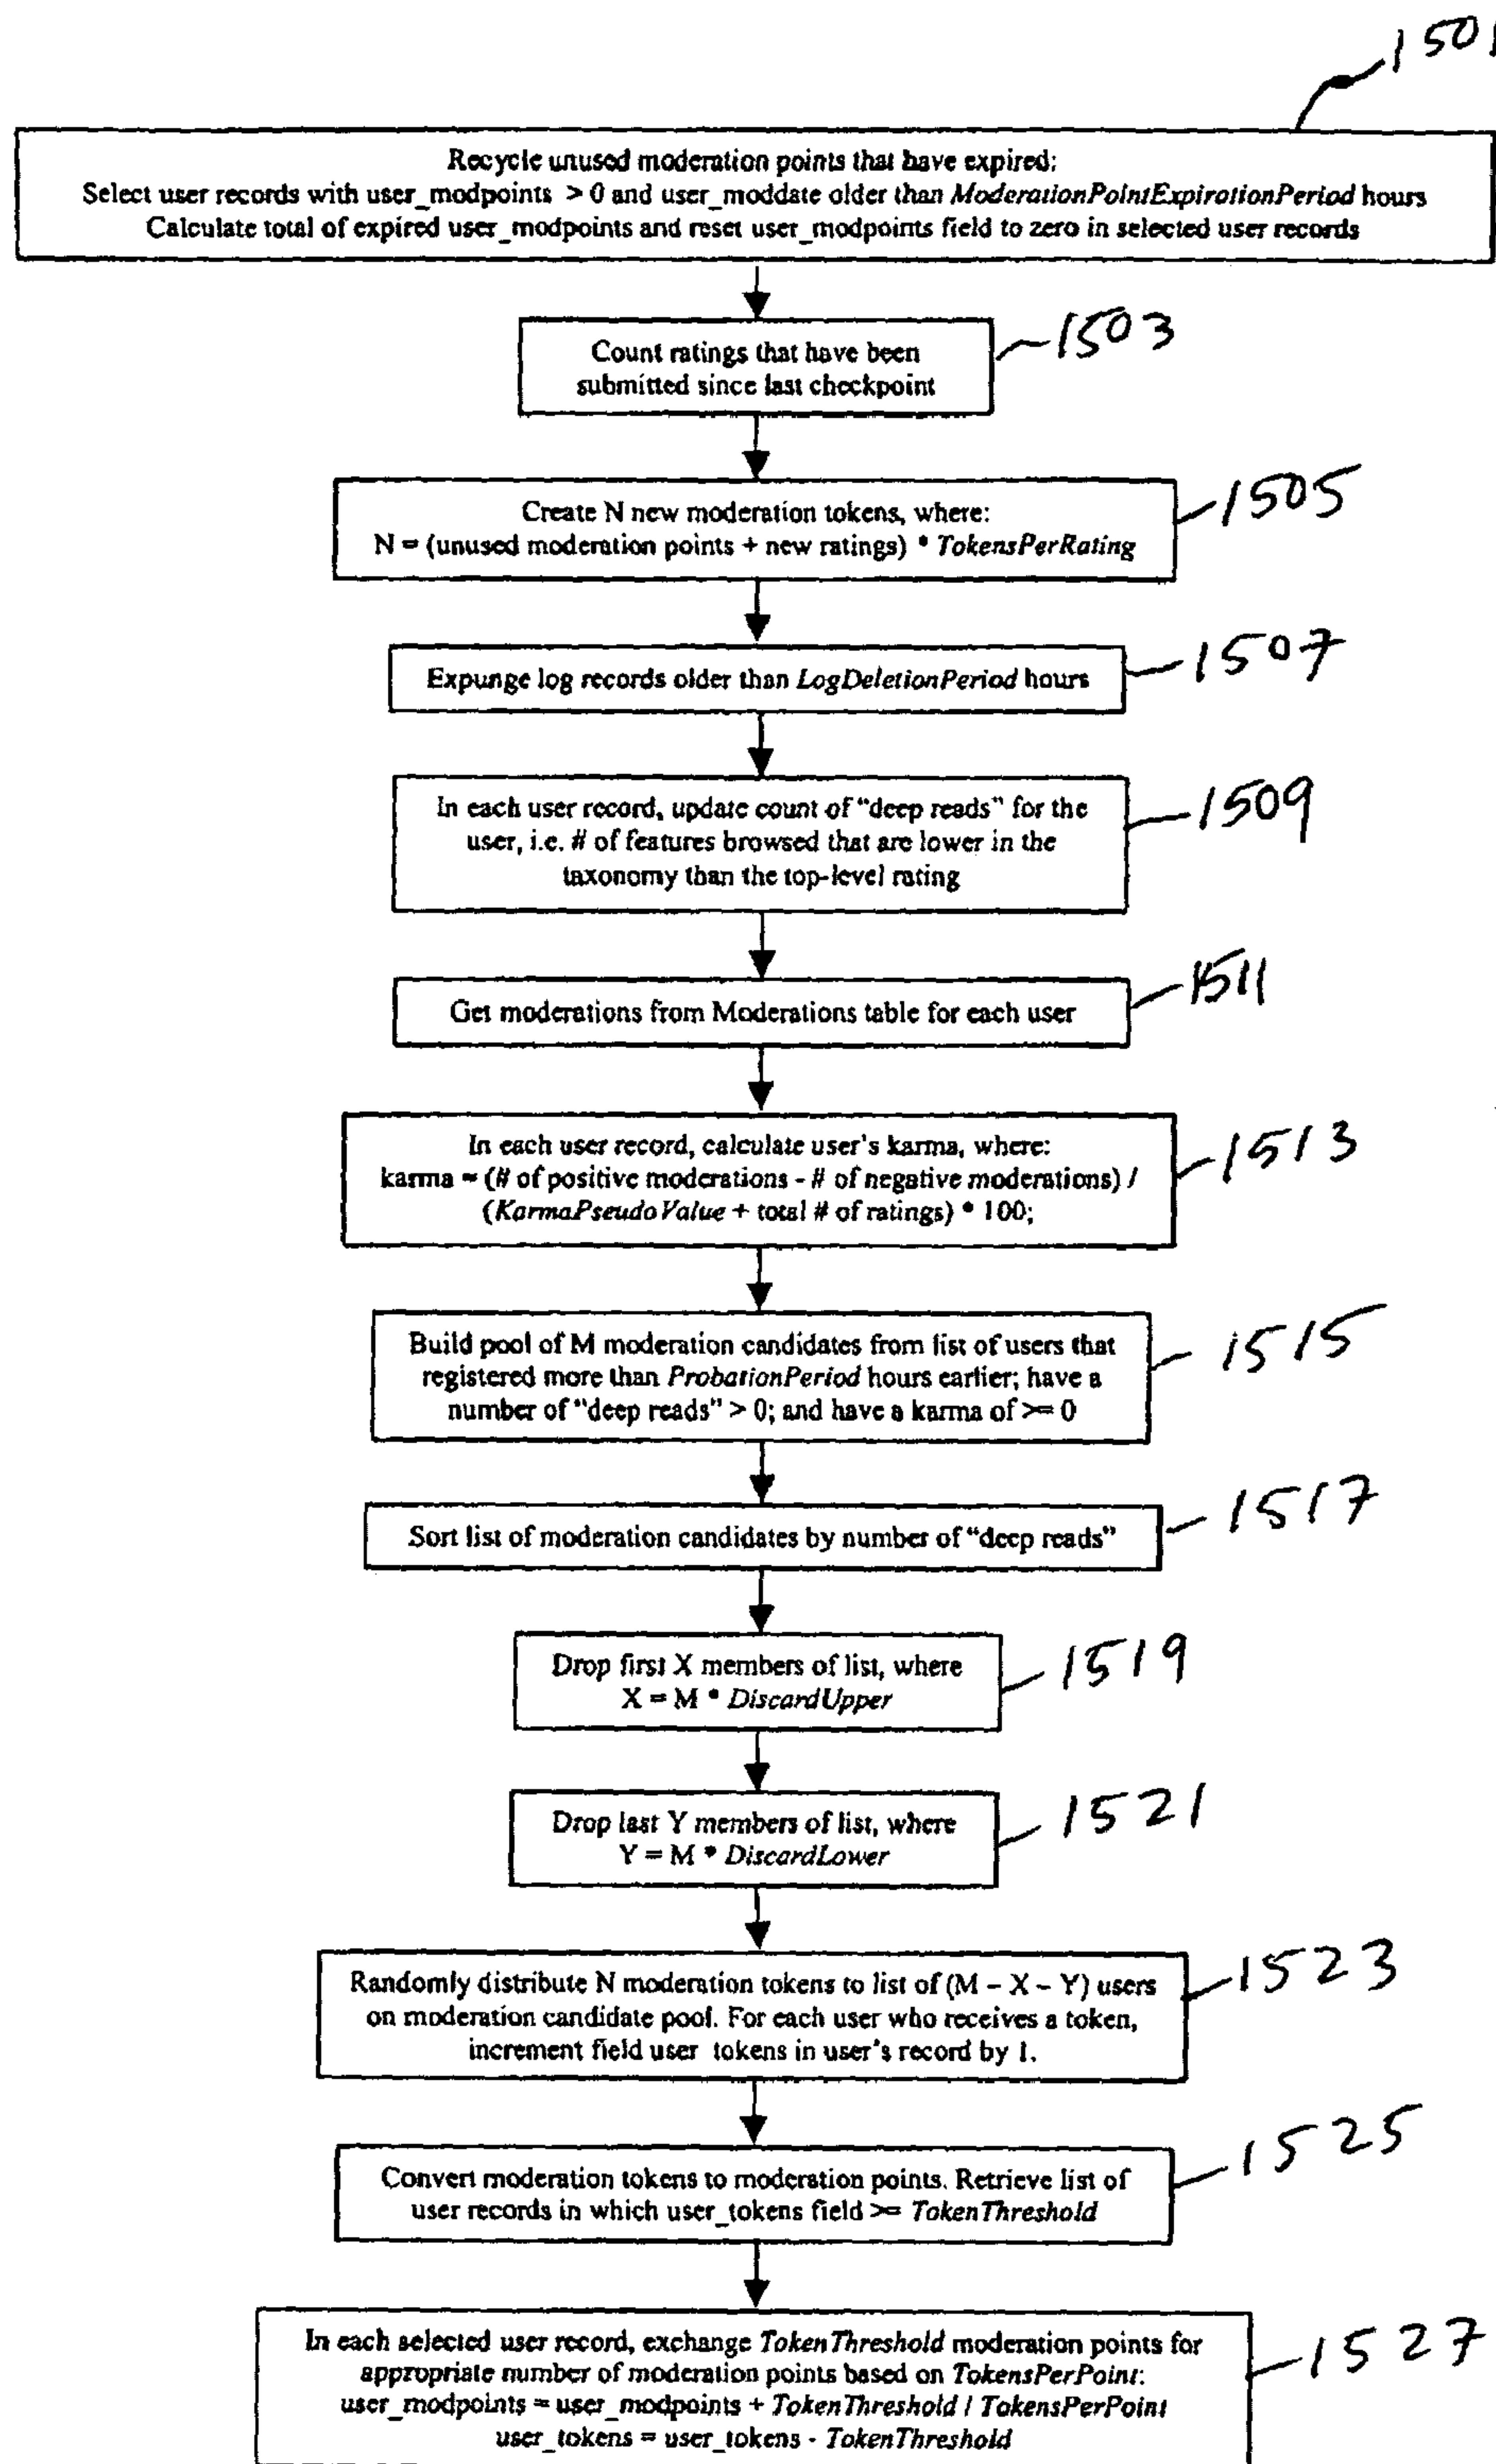 1501
Recycle unused moderation points that have expired:
Select user records with user_modpoints > 0 and user_moddate older than ModerationPointExpirationPeriod hours
Calculate total of expired user_modpoints and reset user_modpoints field to zero in selected user records
1503
Count ratings that have been
submitted since last checkpoint
1505
Create N new moderation tokens, where:
N = (unused moderation points + new ratings) * TokensPerRating
1507
Expunge log records older than LogDeletionPeriod hours
1509
In each user record, update count of "deep reads" for the
user, i.e. # of features browsed that are lower in the
taxonomy than the top-level rating
1511
Get moderations from Moderations table for each user
1513
In each user record, calculate user's karma, where:
karma = (# of positive moderations - # of negative moderations) /
(KarmaPseudoValue + total # of ratings) * 100;
1515
Build pool of M moderation candidates from list of users that
registered more than ProbationPeriod hours earlier; have a
number of "deep reads" > 0; and have a karma of >= 0
1517
Sort list of moderation candidates by number of "deep reads"
1519
Drop first X members of list, where
X = M * DiscardUpper
1521
Drop last Y members of list, where
Y = M * DiscardLower
1523
Randomly distribute N moderation tokens to list of (M – X – Y) users
on moderation candidate pool. For each user who receives a token,
increment field user tokens in user's record by 1.
1525
Convert moderation tokens to moderation points. Retrieve list of
user records in which user_tokens field >= TokenThreshold
1527
In each selected user record, exchange TokenThreshold moderation points for
appropriate number of moderation points based on TokensPerPoint:
user_modpoints = user_modpoints + TokenThreshold / TokensPerPoint
user_tokens = user_tokens - TokenThreshold